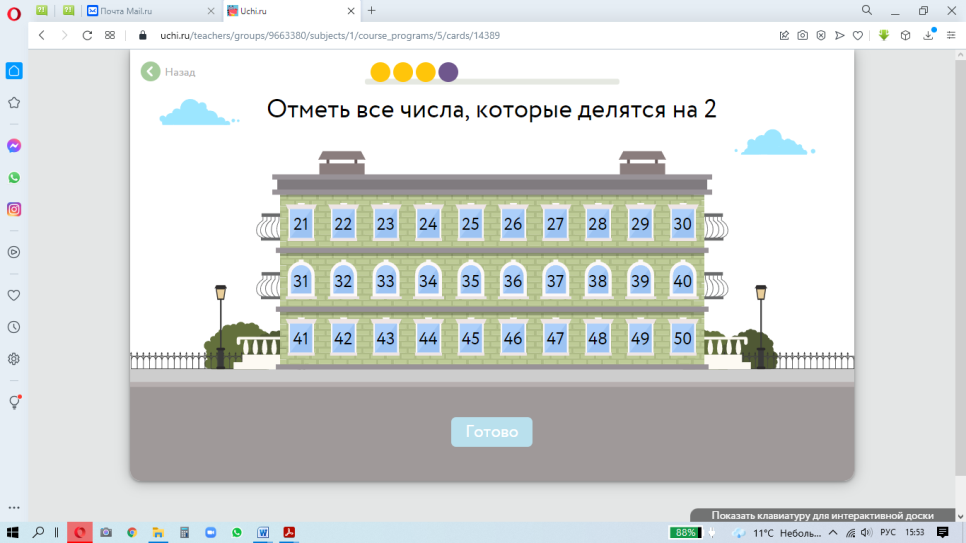 Почта Mail.ru
Uchi.ru
uchi.ru/teachers/groups/9663380/subjects/1/course_programs/5/cards/14389
Назад
Отметь все числа, которые делятся на 2
21 22 23 24 25 26 27 28 29 30
31 32 33 34 35 36 37 38 39 40
41 42 43 44 45 46 47 48 49 50
Готово
Показать клавиатуру для интерактивной доски
88% 11°C Неболь... РУС 15:53